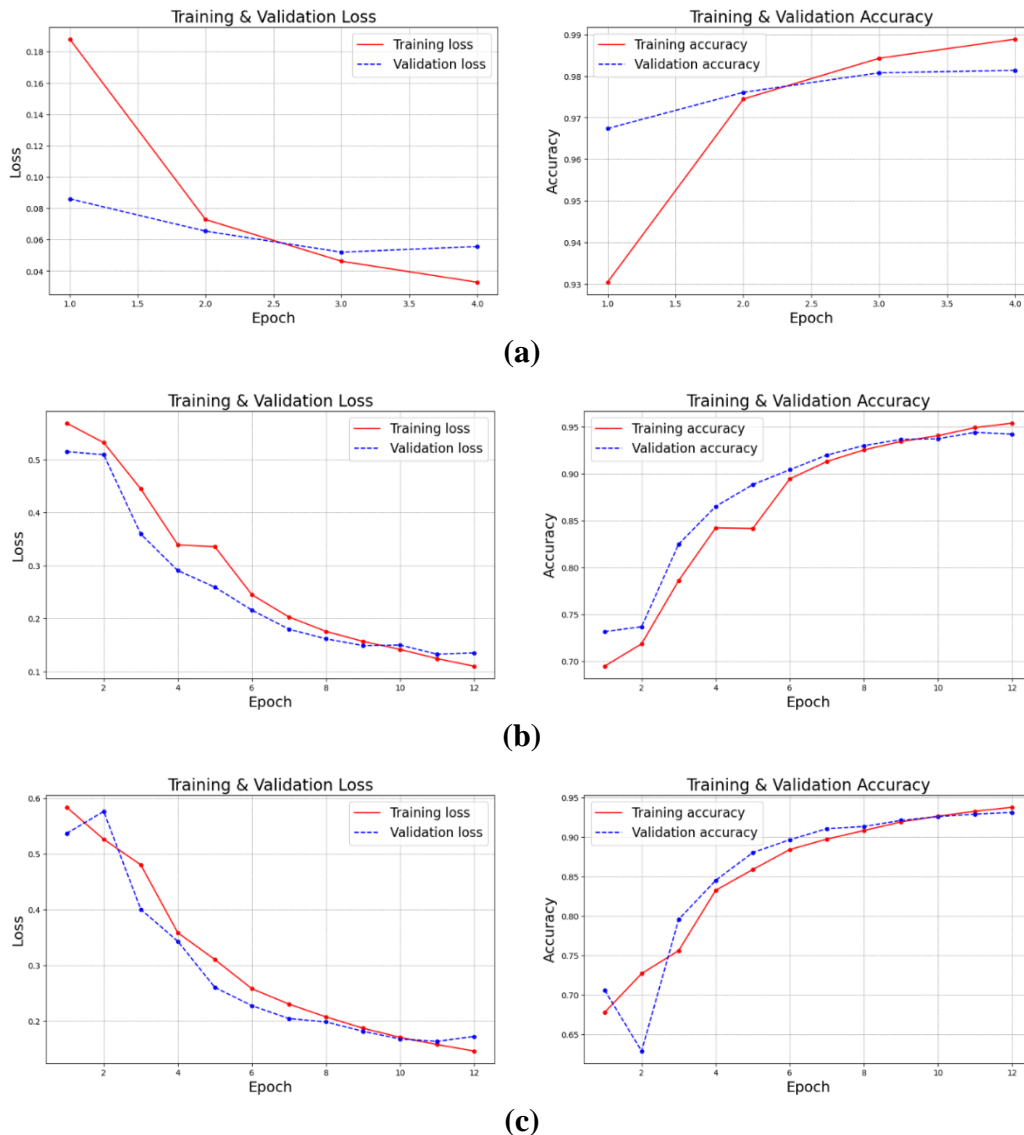 Training & Validation Loss
Training loss
Validation loss
0.18
0.16
0.14
0.12
0.10
0.08
0.06
0.04
Loss
1.0 1.5 2.0 2.5 3.0 3.5 4.0
Epoch
Training & Validation Accuracy
Training accuracy
Validation accuracy
0.99
0.98
0.97
0.96
0.95
0.94
0.93
Accuracy
1.0 1.5 2.0 2.5 3.0 3.5 4.0
Epoch
(a)
Training & Validation Loss
Training loss
Validation loss
0.5
0.4
0.3
0.2
0.1
Loss
2 4 6 8 10 12
Epoch
Training & Validation Accuracy
Training accuracy
Validation accuracy
0.95
0.90
0.85
0.80
0.75
0.70
Accuracy
2 4 6 8 10 12
Epoch
(b)
Training & Validation Loss
Training loss
Validation loss
0.6
0.5
0.4
0.3
0.2
Loss
2 4 6 8 10 12
Epoch
Training & Validation Accuracy
Training accuracy
Validation accuracy
0.95
0.90
0.85
0.80
0.75
0.70
0.65
Accuracy
2 4 6 8 10 12
Epoch
(c)